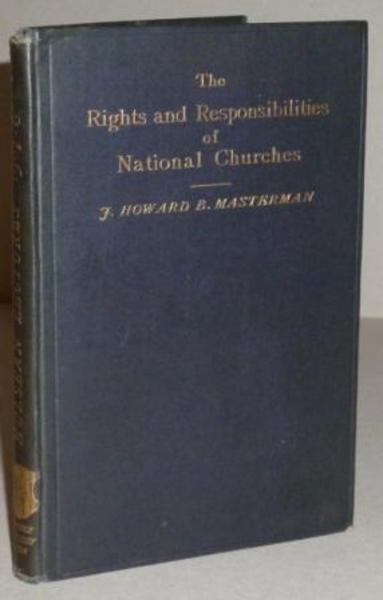 The
Rights and Responsibilities
of
National Churches
J. HOWARD B. MASTERMAN